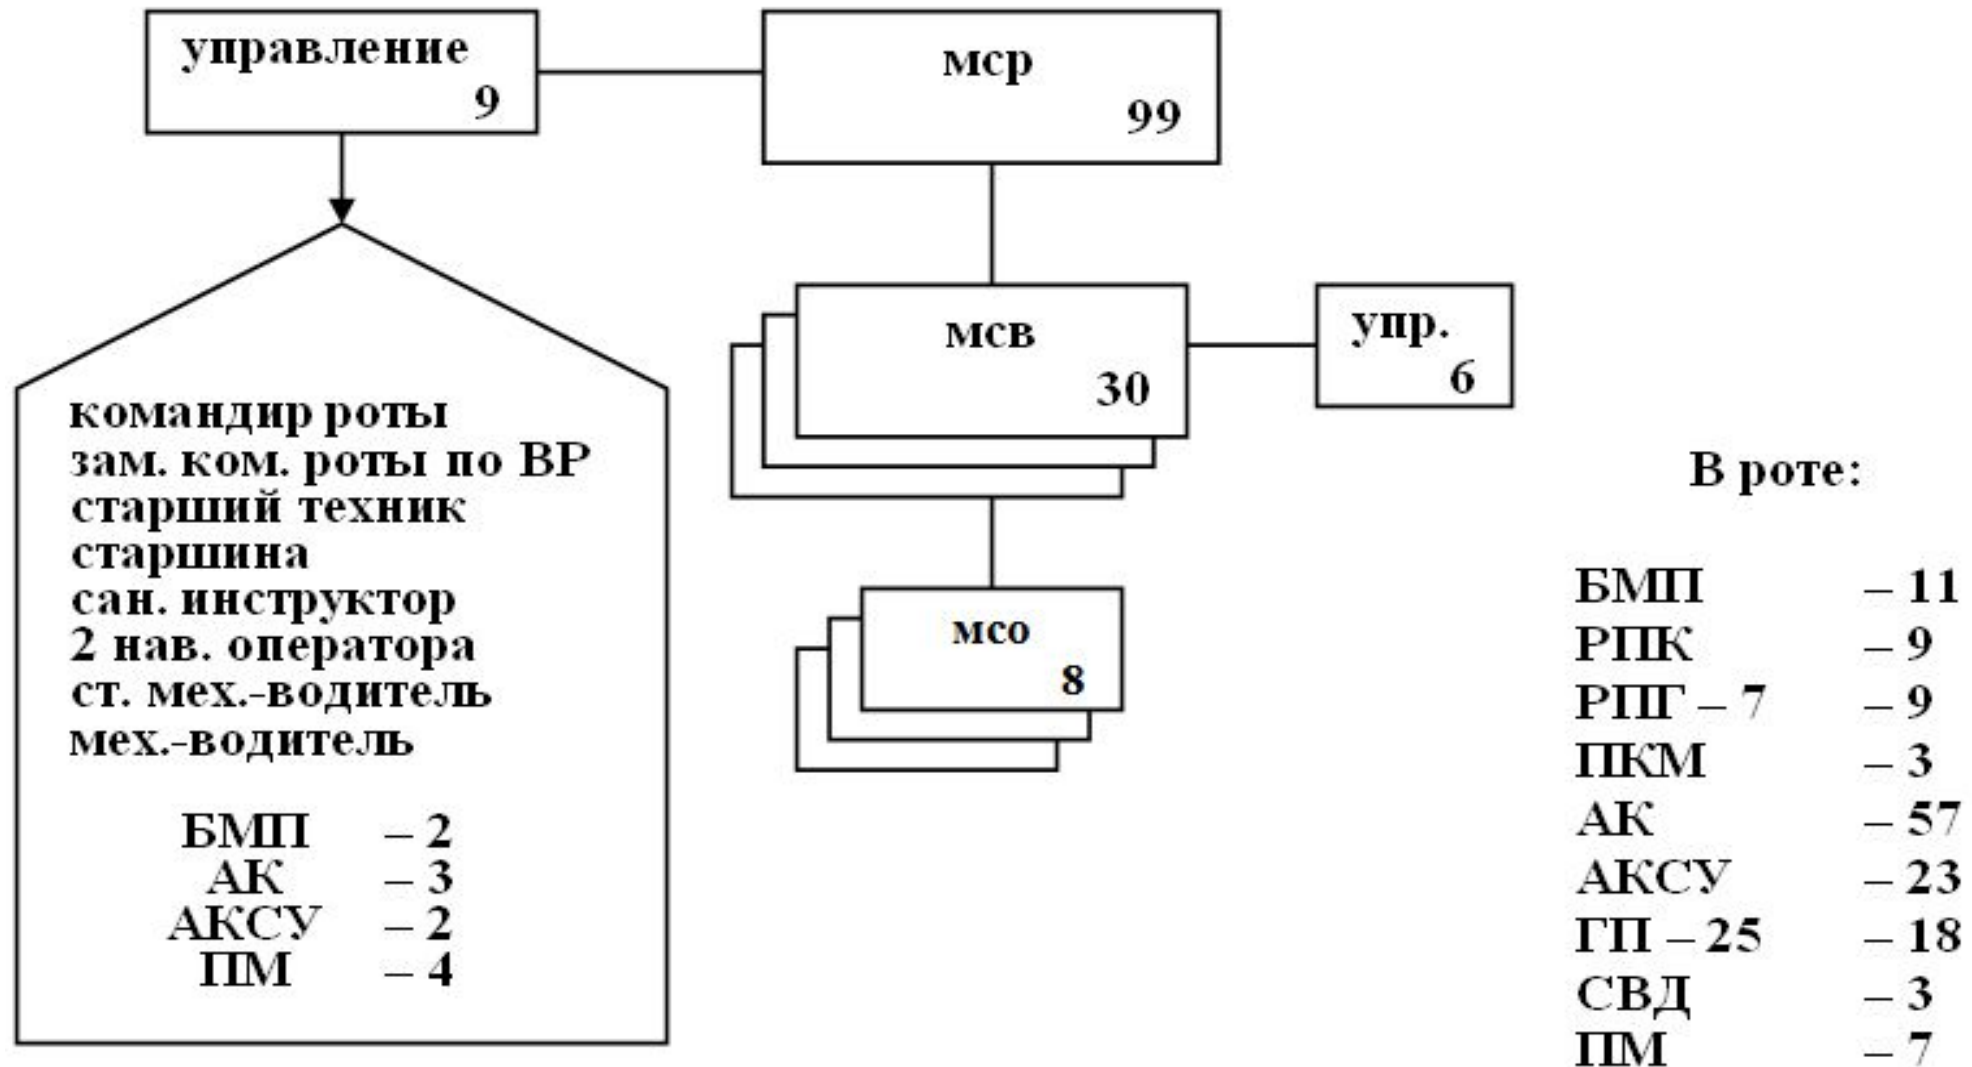 управление
9
мср
99
мсв
30
упр.
6
мсо
8
командир роты
зам. ком. роты по ВР
старший техник
старшина
сан. инструктор
2 нав. оператора
ст. мех.-водитель
мех.-водитель
БМП – 2
АК – 3
АКСУ – 2
ПМ – 4
В роте:
БМП – 11
РПК – 9
РПГ – 7 – 9
ПКМ – 3
АК – 57
АКСУ – 23
ГП – 25 – 18
СВД – 3
ПМ – 7